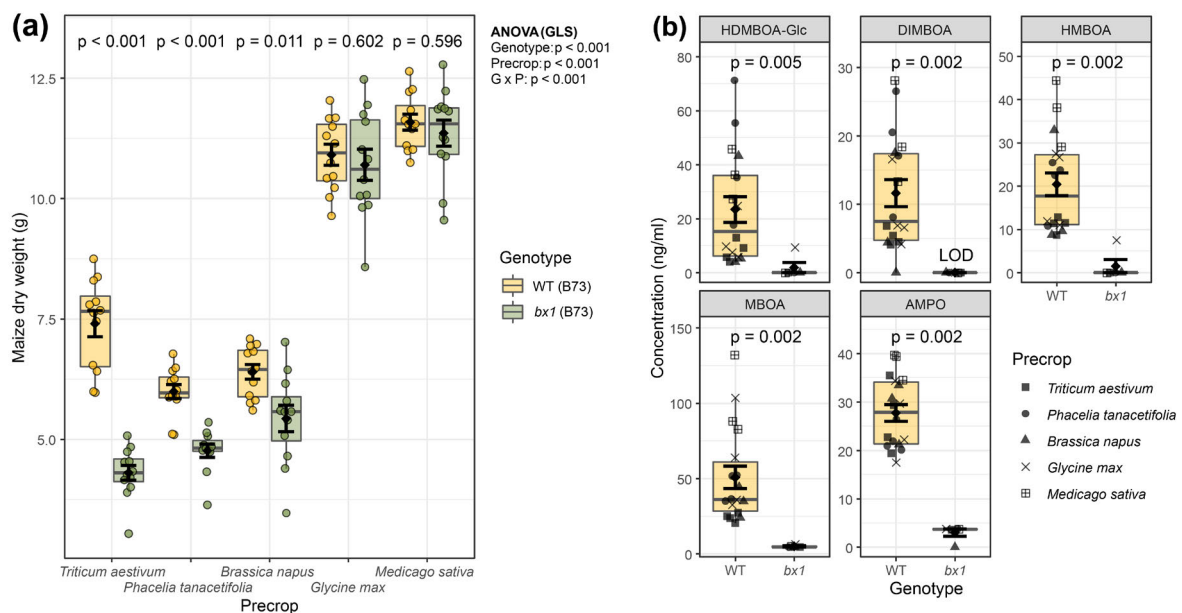 (a)
p < 0.001 p < 0.001 p = 0.011 p = 0.602 p = 0.596
ANOVA (GLS)
Genotype: p < 0.001
Precrop: p < 0.001
G x P: p < 0.001
Maize dry weight (g)
12.5
10.0
7.5
5.0
2.5
Triticum aestivum
Phacelia tanacetifolia
Brassica napus
Glycine max
Medicago sativa
Precrop
Genotype
WT (B73)
bx1 (B73)
(b)
Concentration (ng/ml)
HDMBOA-Glc
p = 0.005
80
60
40
20
0
DIMBOA
p = 0.002
30
20
10
0
LOD
HMBOA
p = 0.002
50
40
30
20
10
0
WT bx1
MBOA
p = 0.002
150
100
50
0
WT bx1
AMPO
p = 0.002
40
30
20
10
0
WT bx1
Genotype
Precrop
Triticum aestivum
Phacelia tanacetifolia
Brassica napus
Glycine max
Medicago sativa